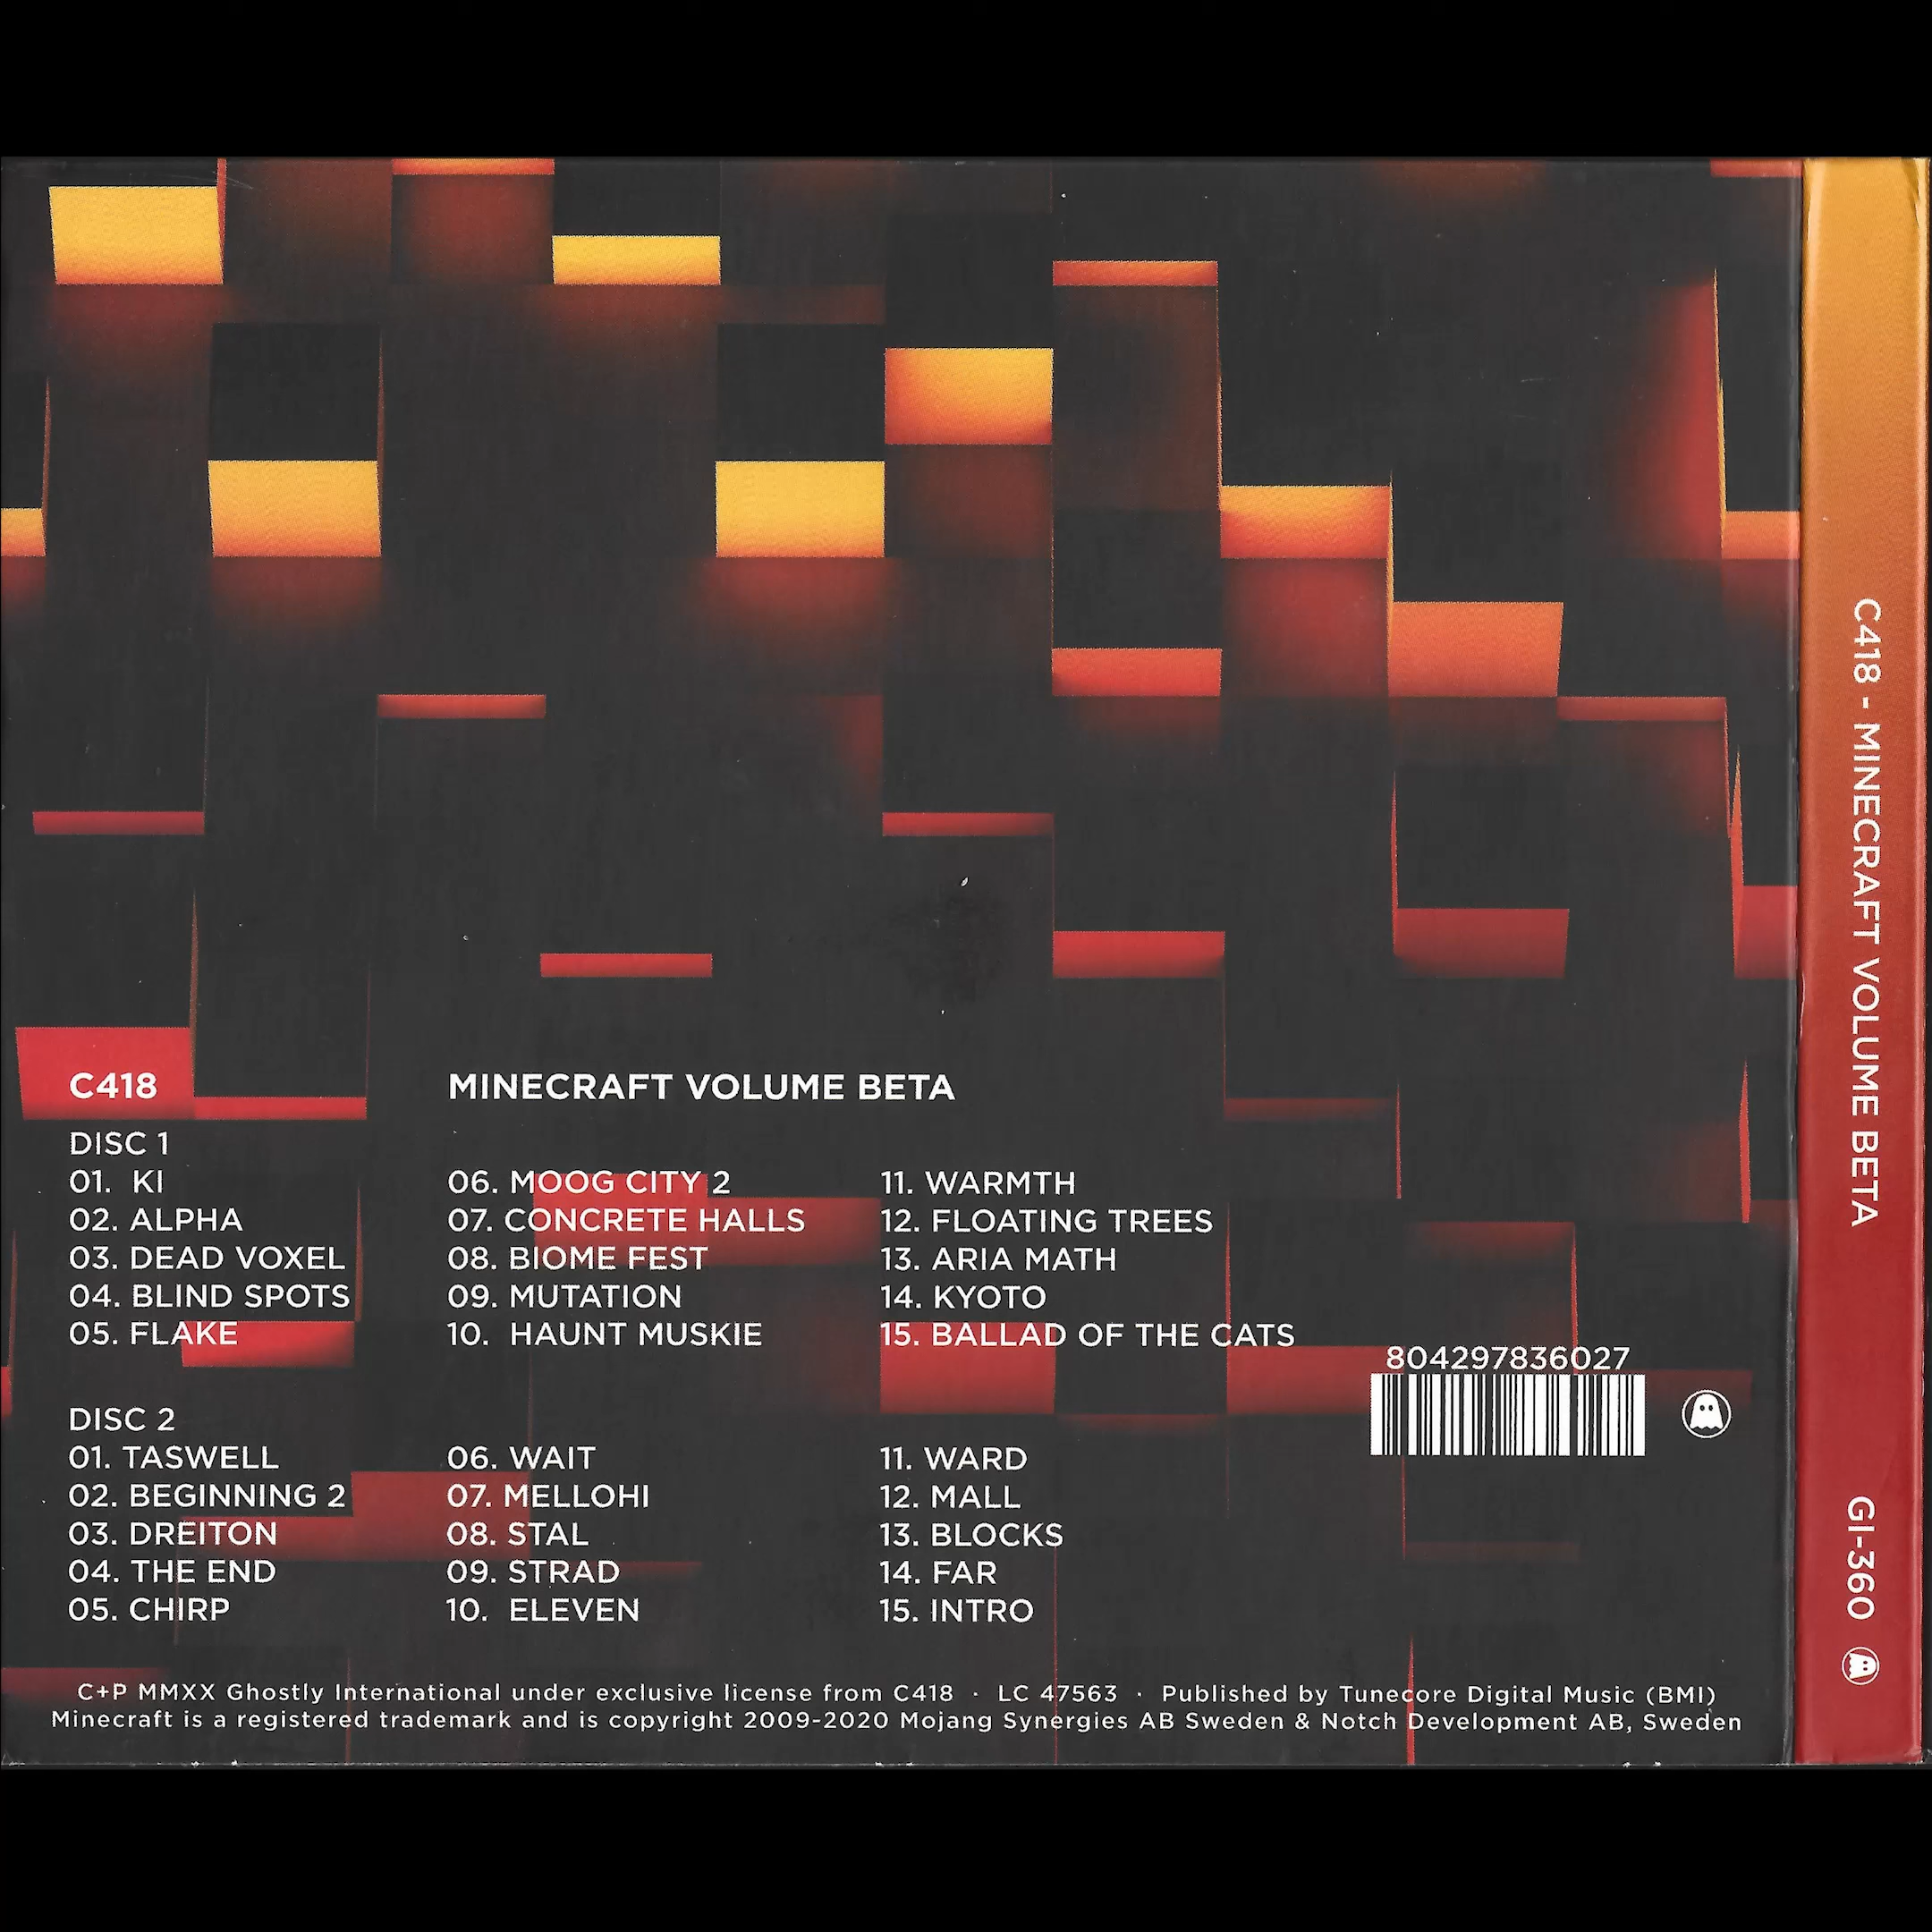 C418
MINECRAFT VOLUME BETA
DISC 1
01. KI
02. ALPHA
03. DEAD VOXEL
04. BLIND SPOTS
05. FLAKE
06. MOOG CITY 2
07. CONCRETE HALLS
08. BIOME FEST
09. MUTATION
10. HAUNT MUSKIE
11. WARMTH
12. FLOATING TREES
13. ARIA MATH
14. KYOTO
15. BALLAD OF THE CATS
DISC 2
01. TASWELL
02. BEGINNING 2
03. DREITON
04. THE END
05. CHIRP
06. WAIT
07. MELLOHI
08. STAL
09. STRAD
10. ELEVEN
11. WARD
12. MALL
13. BLOCKS
14. FAR
15. INTRO
804297836027
C+P MMXX Ghostly International under exclusive license from C418 · LC 47563 · Published by Tunecore Digital Music (BMI)
Minecraft is a registered trademark and is copyright 2009-2020 Mojang Synergies AB Sweden & Notch Development AB, Sweden
C418 - MINECRAFT VOLUME BETA
GI-360